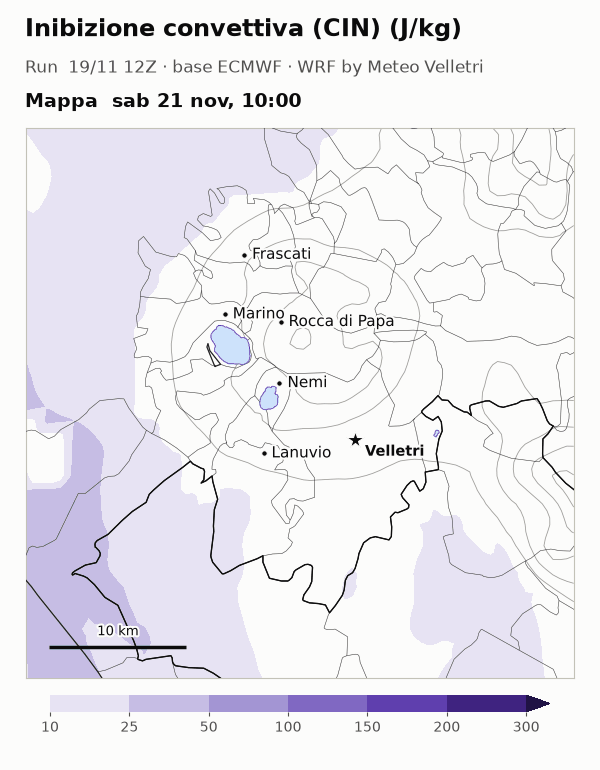 Inibizione convettiva (CIN) (J/kg)
Run  19/11 12Z · base ECMWF · WRF by Meteo Velletri
Mappa  sab 21 nov, 10:00
Frascati
Marino
Rocca di Papa
Nemi
Velletri
Lanuvio
10 km
10 25 50 100 150 200 300